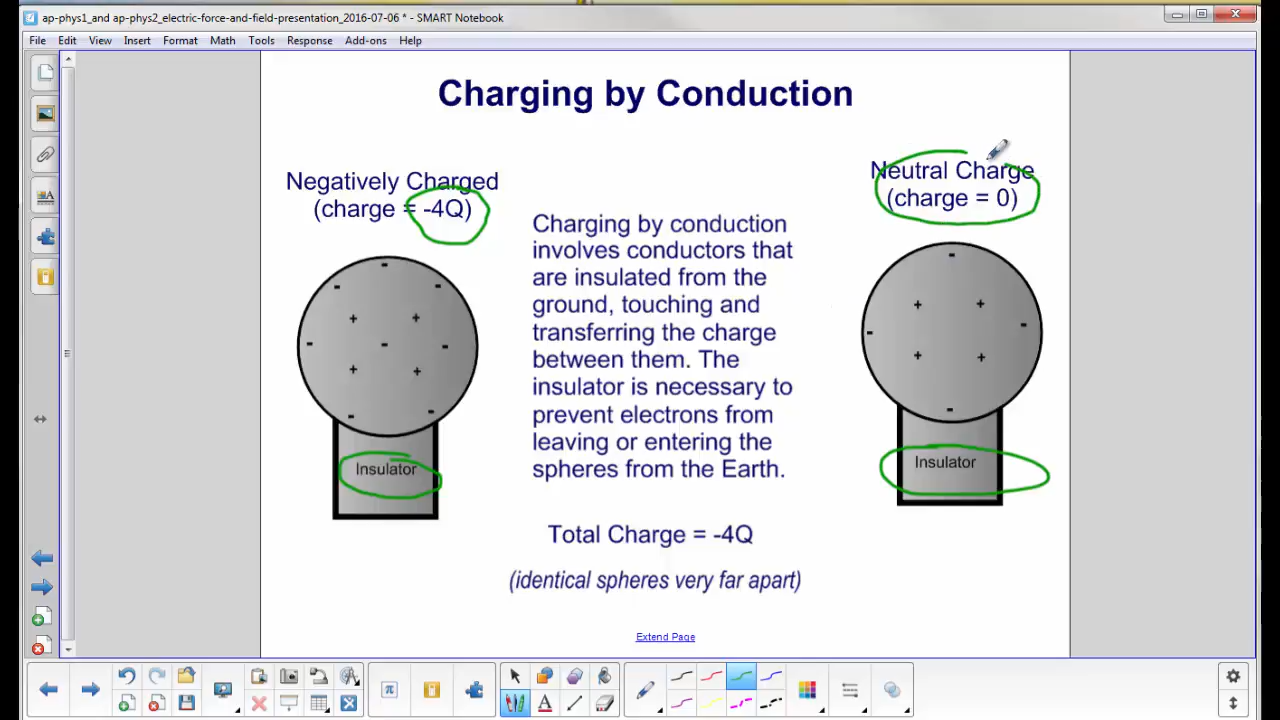 ap-phys1_and ap-phys2_electric-force-and-field-presentation_2016-07-06 * - SMART Notebook
File Edit View Insert Format Math Tools Response Add-ons Help
Charging by Conduction
Negatively Charged
(charge = -4Q)
Neutral Charge
(charge = 0)
Charging by conduction
involves conductors that
are insulated from the
ground, touching and
transferring the charge
between them. The
insulator is necessary to
prevent electrons from
leaving or entering the
spheres from the Earth.
Insulator
Insulator
Total Charge = -4Q
(identical spheres very far apart)
Extend Page